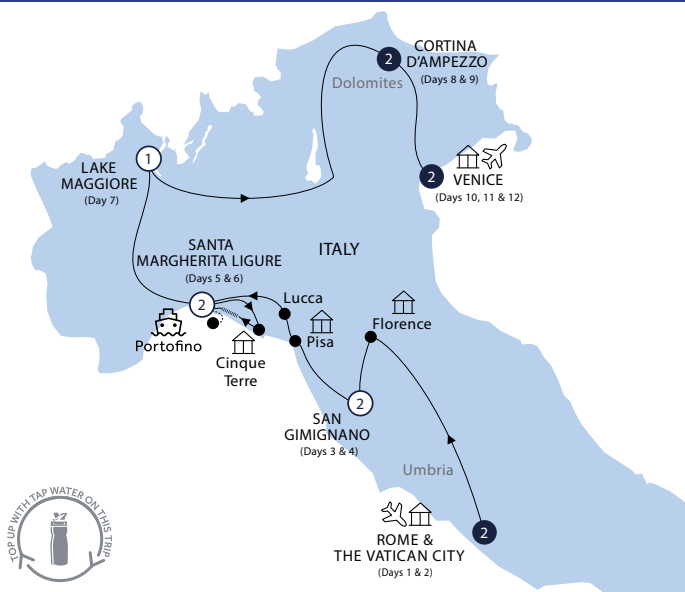 2
CORTINA
D'AMPEZZO
(Days 8 & 9)
Dolomites
1
LAKE
MAGGIORE
(Day 7)
2
VENICE
(Days 10, 11 & 12)
SANTA
MARGHERITA LIGURE
(Days 5 & 6)
ITALY
2
Lucca
Portofino
Pisa
Florence
Cinque
Terre
2
SAN
GIMIGNANO
(Days 3 & 4)
Umbria
2
ROME &
THE VATICAN CITY
(Days 1 & 2)
TOP UP WITH TAP WATER ON THIS TRIP